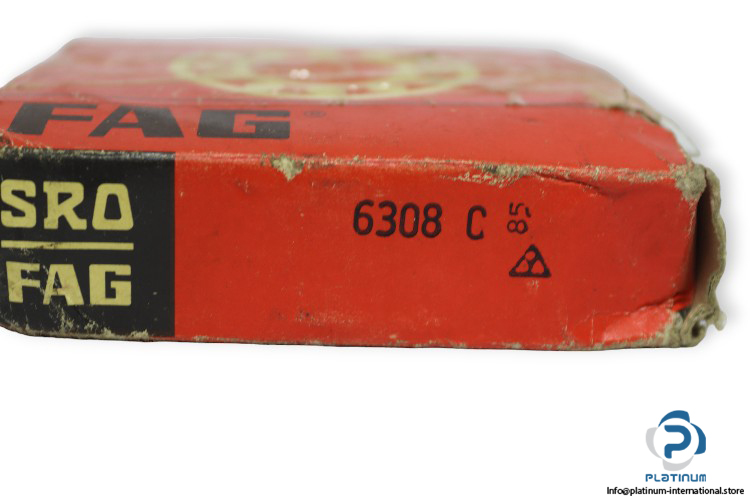 FAG®
SRO
FAG
6308 C
85
PLATINUM
Info@platinum-international.store